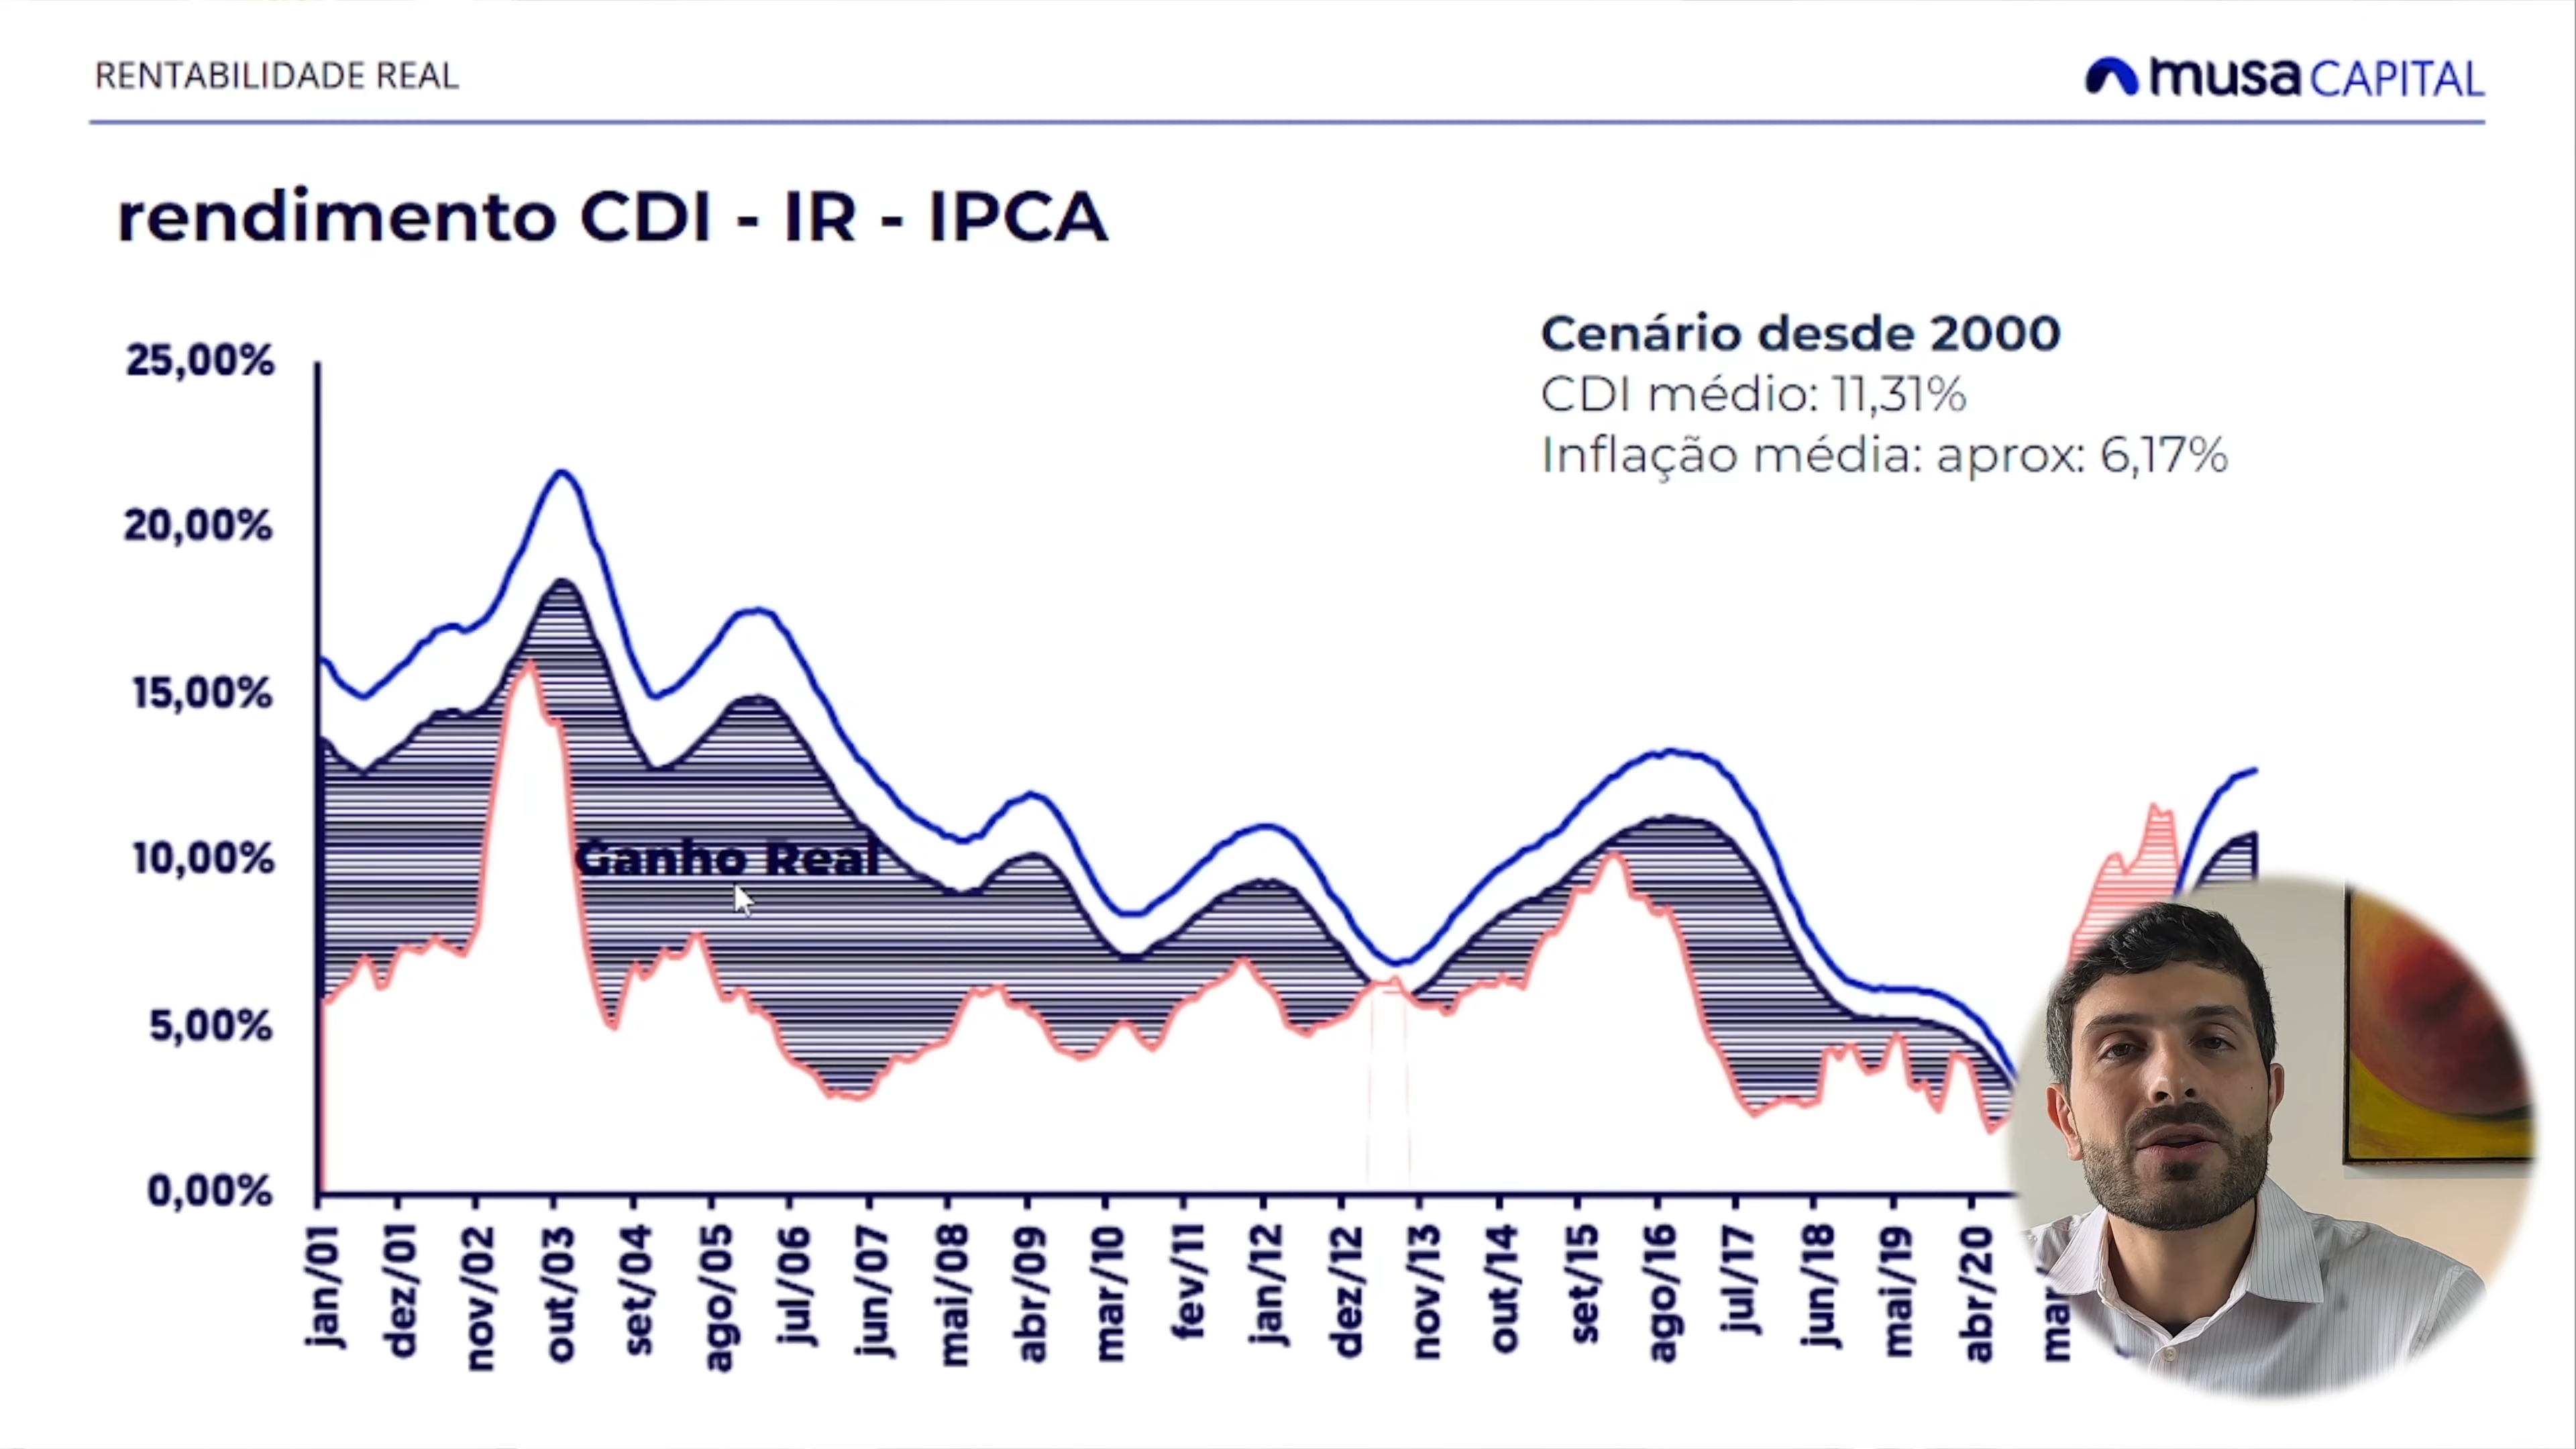 RENTABILIDADE REAL
musa CAPITAL
rendimento CDI - IR - IPCA
Cenário desde 2000
CDI médio: 11,31%
Inflação média: aprox: 6,17%
25,00%
20,00%
15,00%
10,00%
5,00%
0,00%
Ganho Real
jan/01
dez/01
nov/02
out/03
set/04
ago/05
jul/06
jun/07
mai/08
abr/09
mar/10
fev/11
jan/12
dez/12
nov/13
out/14
set/15
ago/16
jul/17
jun/18
mai/19
abr/20